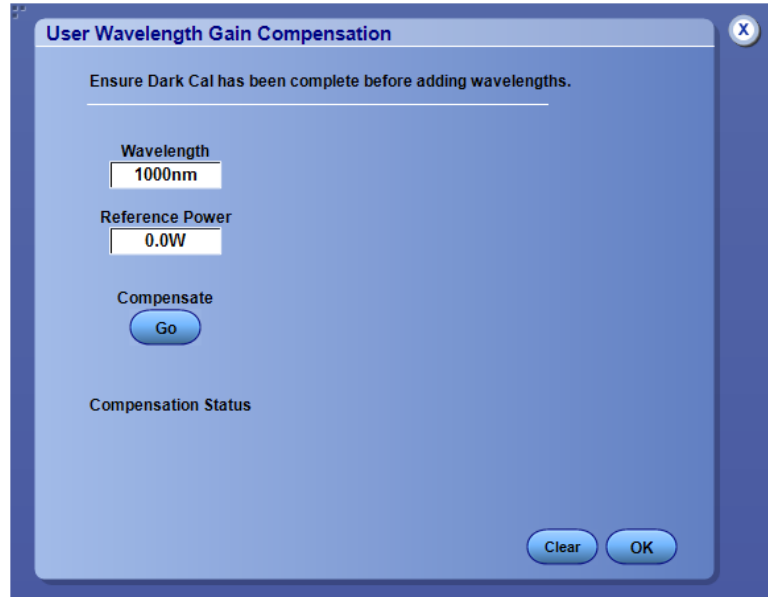 User Wavelength Gain Compensation
X
Ensure Dark Cal has been complete before adding wavelengths.
Wavelength
1000nm
Reference Power
0.0W
Compensate
Go
Compensation Status
Clear
OK